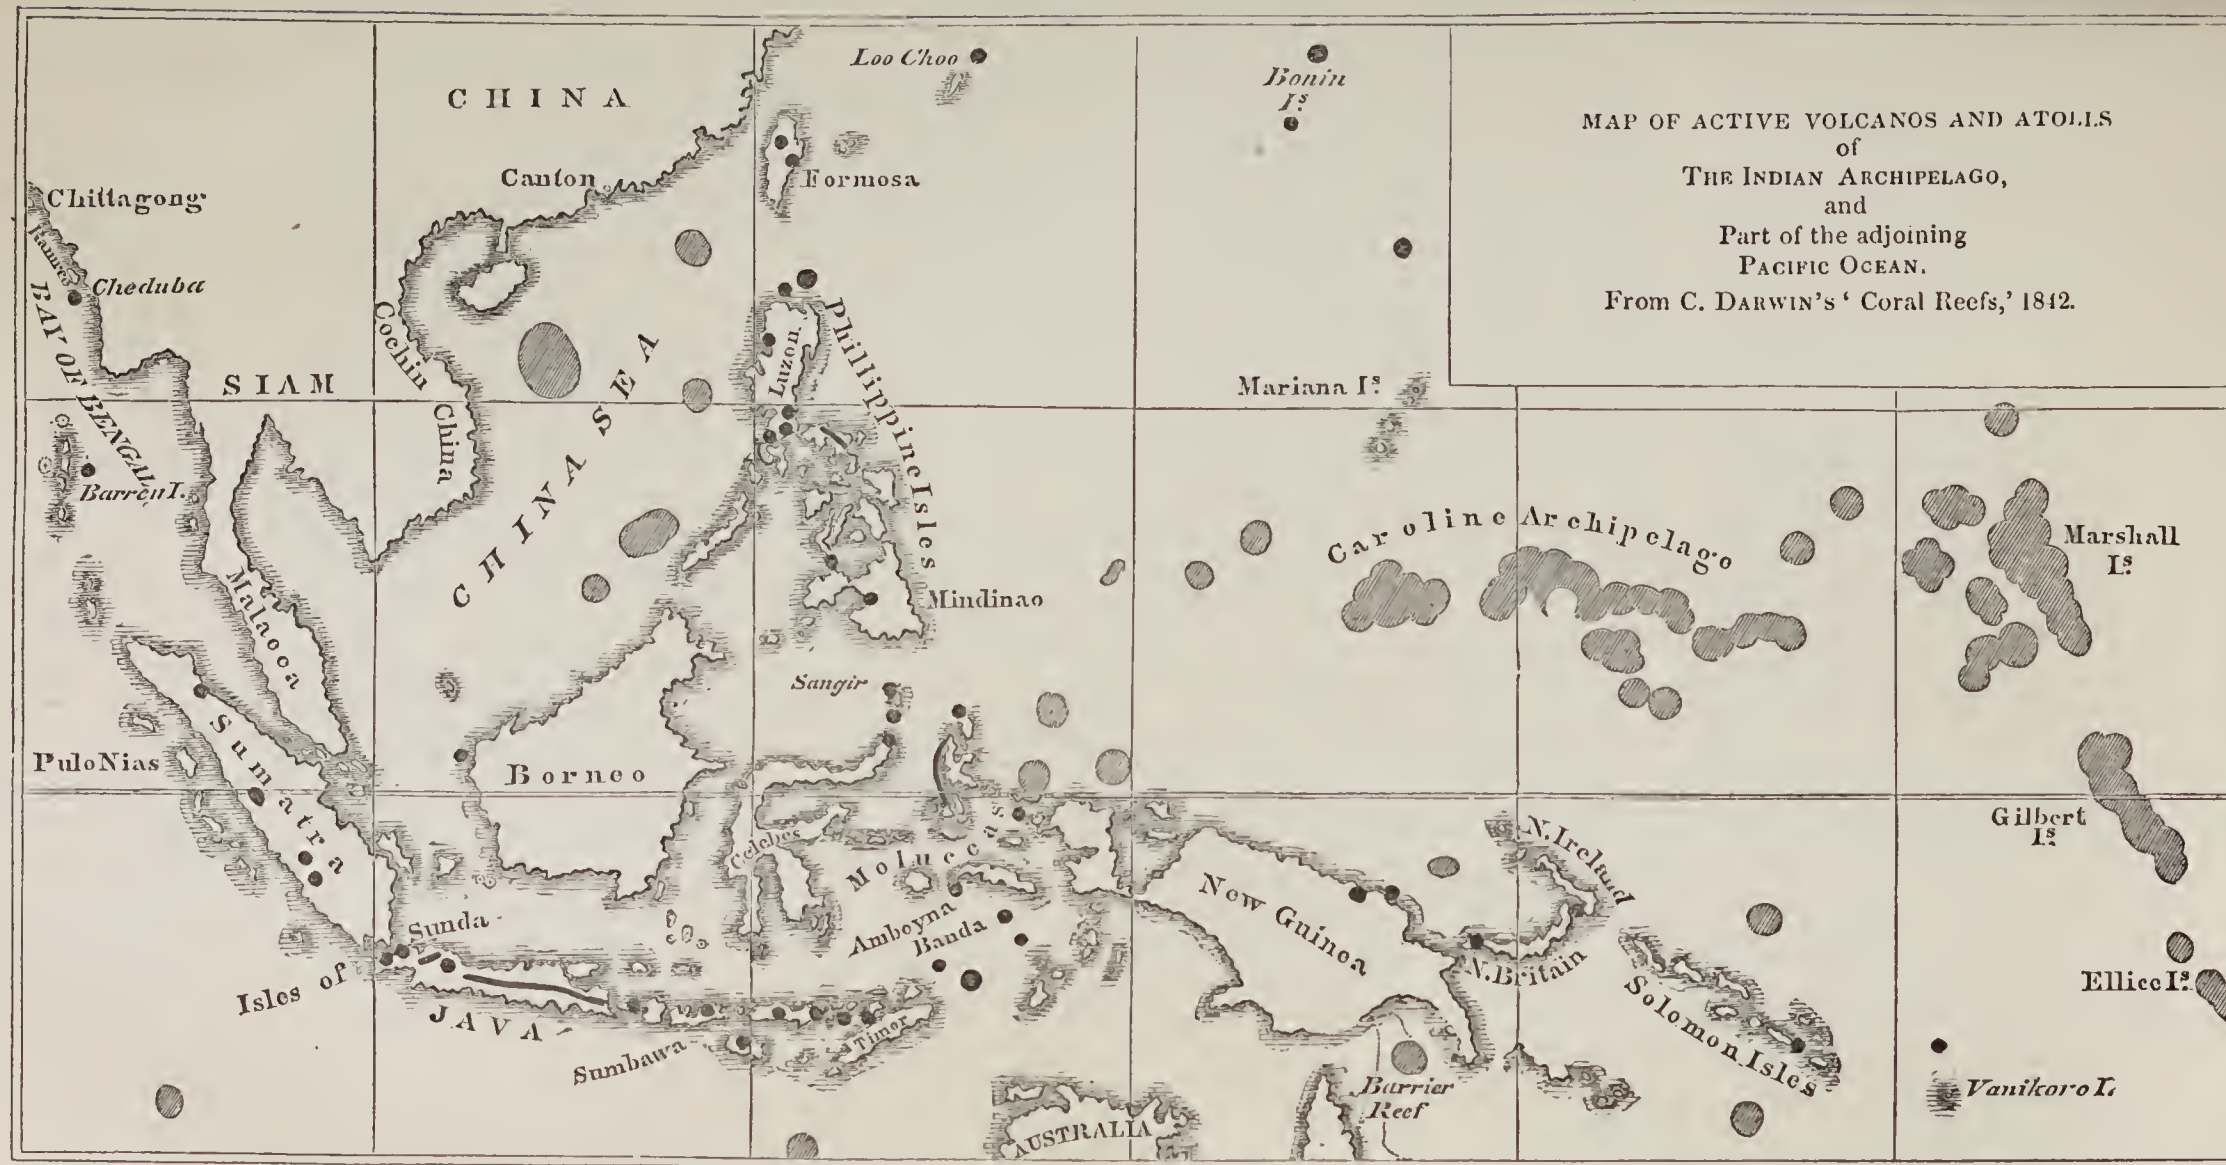 MAP OF ACTIVE VOLCANOS AND ATOLLS
of
THE INDIAN ARCHIPELAGO,
and
Part of the adjoining
PACIFIC OCEAN.
From C. DARWIN'S ‘Coral Reefs,’ 1842.
Loo Choo
Bonin
Is.
CHINA
Canton
Formosa
Chittagong
Ramree
Cheduba
BAY OF BENGAL
Cochin China
SIAM
CHINA SEA
Luzon
Phillippine Isles
Mariana Is.
Barren I.
Caroline Archipelago
Marshall
Is.
Malacca
Mindinao
Sangir
Sumatra
Pulo Nias
Borneo
Celebes
Moluccas
Gilbert
Is.
N. Ireland
New Guinea
Amboyna
Banda
Isles of Sunda
N. Britain
Solomon Isles
Ellice Is.
JAVA
Sumbawa
Timor
Barrier
Reef
Vanikoro I.
AUSTRALIA